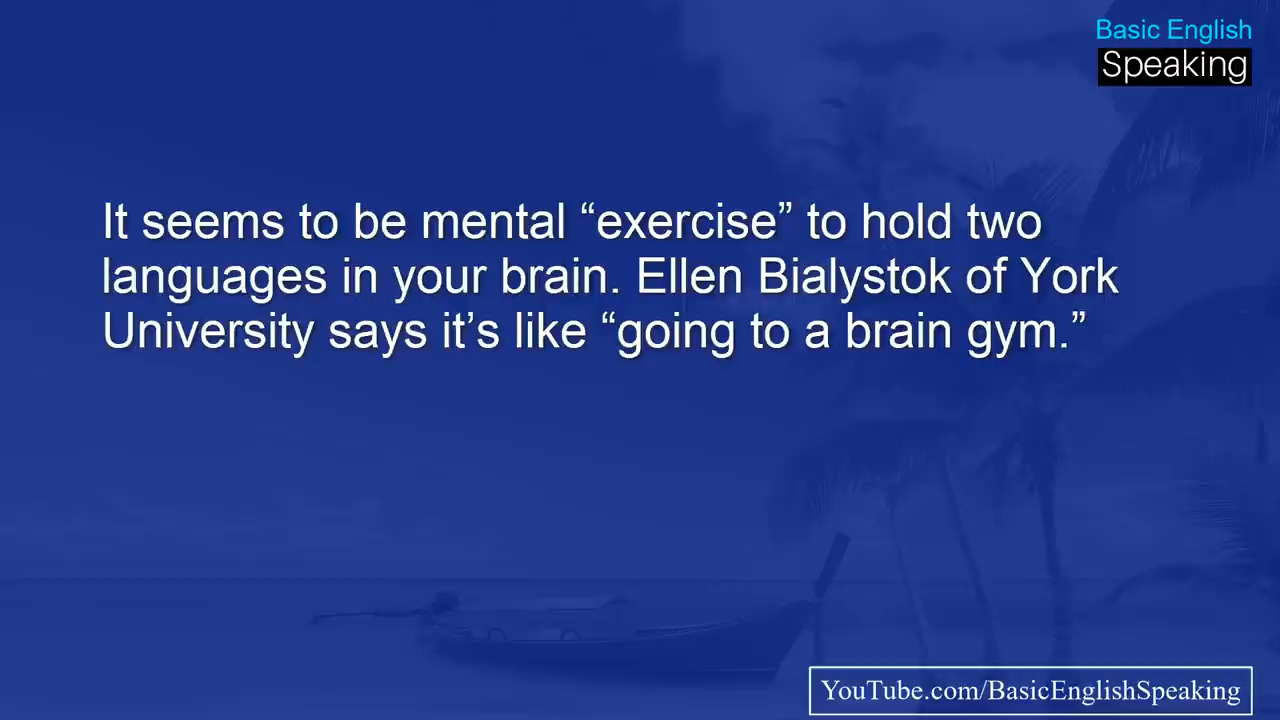 Basic English
Speaking
It seems to be mental “exercise” to hold two
languages in your brain. Ellen Bialystok of York
University says it’s like “going to a brain gym.”
YouTube.com/BasicEnglishSpeaking